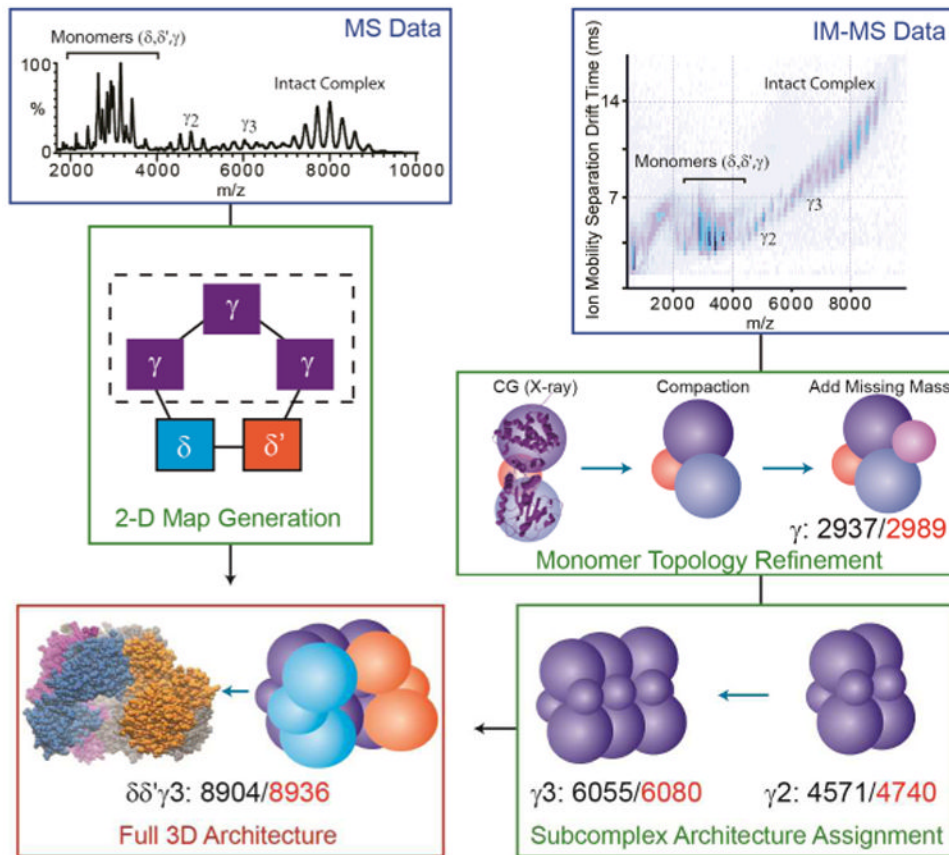 MS Data
Monomers (δ,δ',γ)
100
%
0
Intact Complex
γ2
γ3
2000 4000 6000 8000 10000
m/z
IM-MS Data
Ion Mobility Separation Drift Time (ms)
14
7
Intact Complex
Monomers (δ,δ',γ)
γ3
γ2
2000 4000 6000 8000
m/z
γ
γ γ
δ δ'
2-D Map Generation
CG (X-ray) Compaction Add Missing Mass
γ: 2937/2989
Monomer Topology Refinement
δδ'γ3: 8904/8936
Full 3D Architecture
γ3: 6055/6080 γ2: 4571/4740
Subcomplex Architecture Assignment